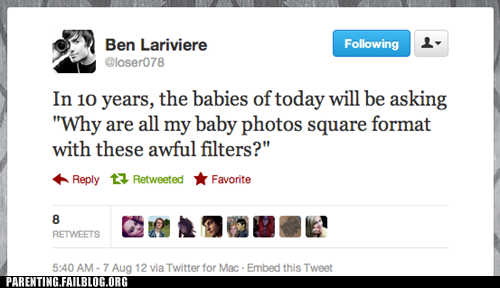 Ben Lariviere
@loser078
Following
In 10 years, the babies of today will be asking
"Why are all my baby photos square format
with these awful filters?"
Reply Retweeted Favorite
8
RETWEETS
5:40 AM - 7 Aug 12 via Twitter for Mac · Embed this Tweet
PARENTING.FAILBLOG.ORG